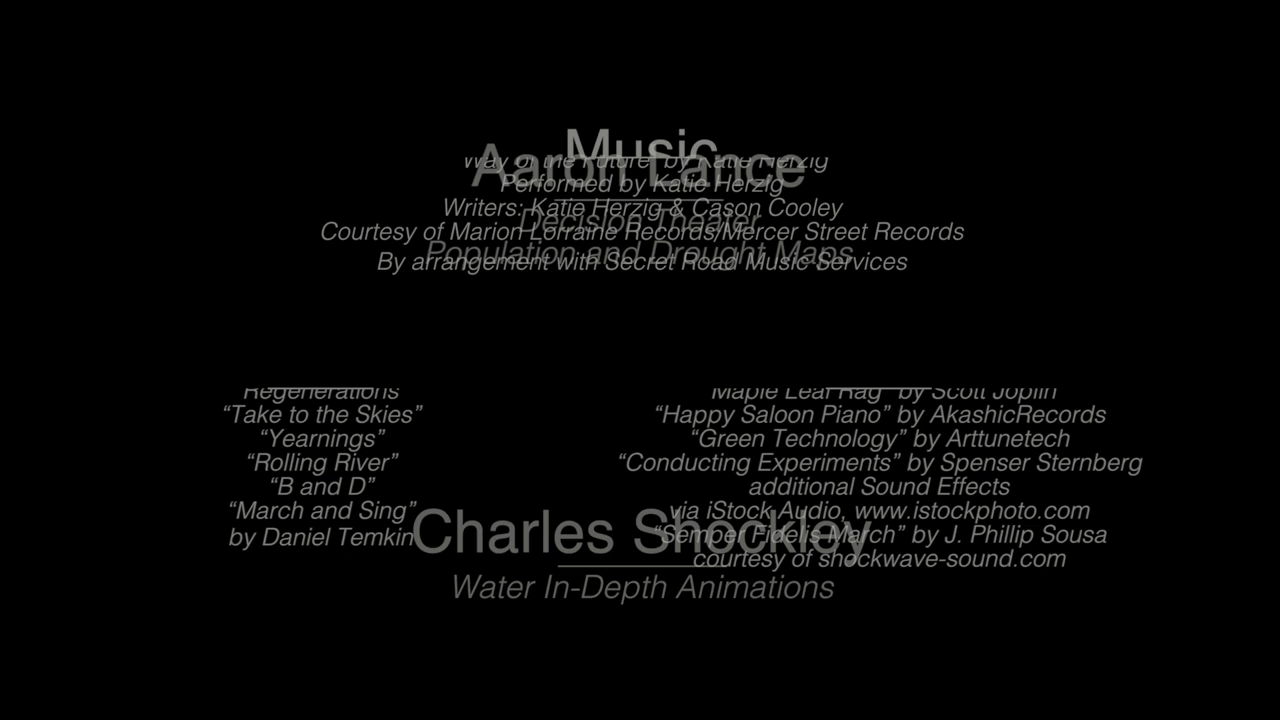 Music
Aaron Lance
Way of the Future" by Katie Herzig
Performed by Katie Herzig
Writers: Katie Herzig & Cason Cooley
Decision Theater
Courtesy of Marion Lorraine Records/Mercer Street Records
Population and Drought Maps
By arrangement with Secret Road Music Services
Regenerations
“Take to the Skies”
“Yearnings”
“Rolling River”
“B and D”
“March and Sing”
by Daniel Temkin
Maple Leaf Rag” by Scott Joplin
“Happy Saloon Piano” by AkashicRecords
“Green Technology” by Arttunetech
“Conducting Experiments” by Spenser Sternberg
additional Sound Effects
via iStock Audio, www.istockphoto.com
“Semper Fidelis March” by J. Phillip Sousa
courtesy of shockwave-sound.com
Charles Shockley
Water In-Depth Animations